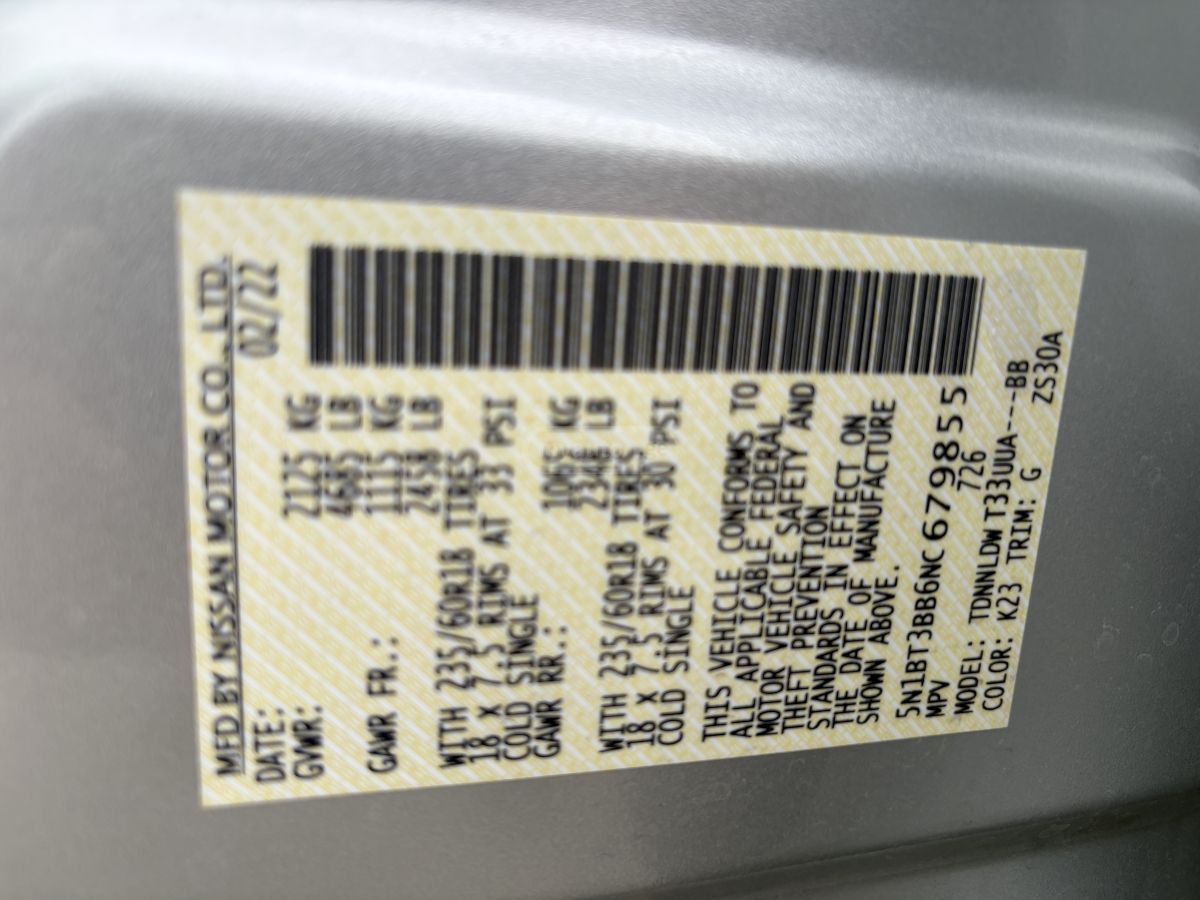 MFD BY NISSAN MOTOR CO., LTD.
DATE: 02/22
GVWR: 2125 KG
4685 LB
GAWR FR.: 1115 KG
2458 LB
WITH 235/60R18 TIRES
18 X 7.5 RIMS AT 33 PSI
COLD SINGLE
GAWR RR.: 1065 KG
2348 LB
WITH 235/60R18 TIRES
18 X 7.5 RIMS AT 30 PSI
COLD SINGLE
THIS VEHICLE CONFORMS TO
ALL APPLICABLE FEDERAL
MOTOR VEHICLE SAFETY AND
THEFT PREVENTION
STANDARDS IN EFFECT ON
THE DATE OF MANUFACTURE
SHOWN ABOVE.
5N1BT3BB6NC679855
MPV 7726
MODEL: TDNNNLDWT33UUA---BB
COLOR: K23 TRIM: G ZS30A